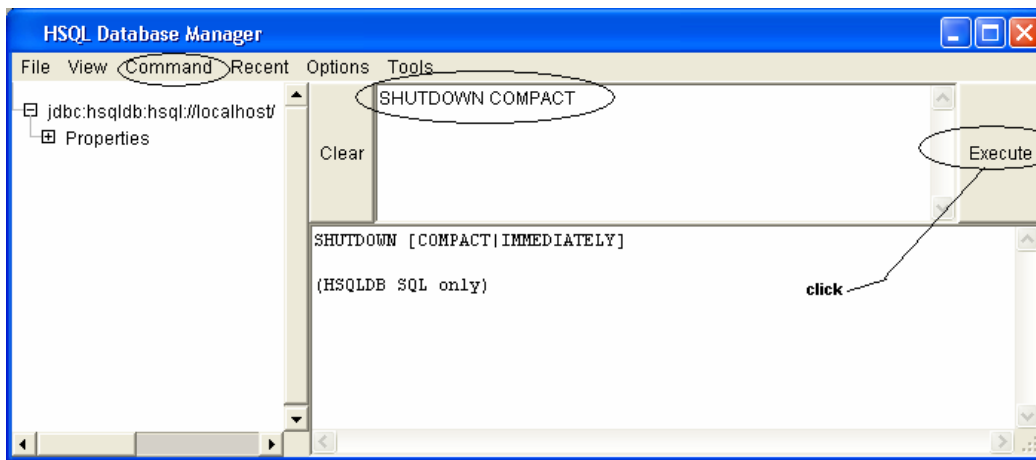 HSQL Database Manager
File View Command Recent Options Tools
jdbc:hsqldb:hsql://localhost/
Properties
Clear
SHUTDOWN COMPACT
Execute
SHUTDOWN [COMPACT|IMMEDIATELY]
(HSQLDB SQL only)
click